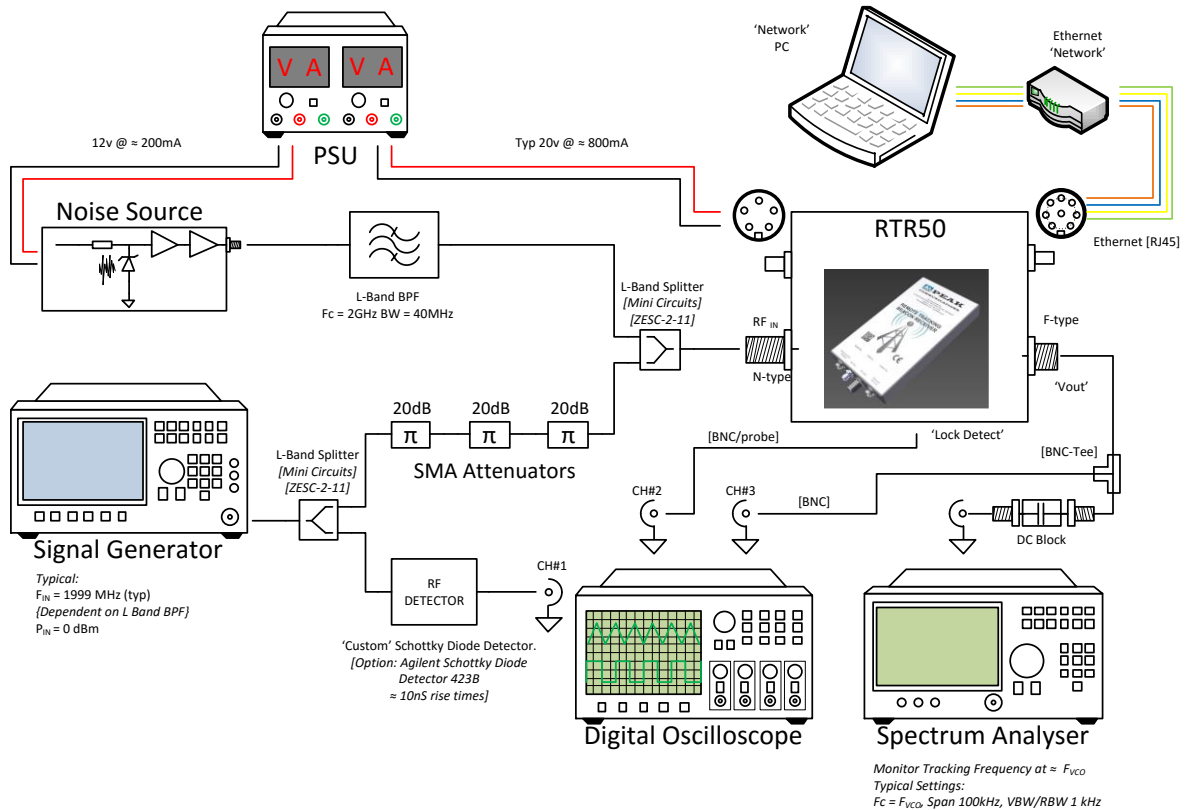 V A
V A
PSU
12v @ ≈ 200mA
Typ 20v @ ≈ 800mA
'Network'
PC
Ethernet
'Network'
Noise Source
L-Band BPF
Fc = 2GHz BW = 40MHz
L-Band Splitter
[Mini Circuits]
[ZESC-2-11]
RTR50
Ethernet [RJ45]
RF IN
N-type
PEAK
REMOTE TRACKING
BEACON RECEIVER
F-type
'Vout'
'Lock Detect'
[BNC/probe]
[BNC-Tee]
[BNC]
20dB
π
20dB
π
20dB
π
SMA Attenuators
L-Band Splitter
[Mini Circuits]
[ZESC-2-11]
Signal Generator
Typical:
FIN = 1999 MHz (typ)
{Dependent on L Band BPF}
PIN = 0 dBm
RF
DETECTOR
CH#1
CH#2
CH#3
DC Block
'Custom' Schottky Diode Detector.
[Option: Agilent Schottky Diode
Detector 423B
≈ 10nS rise times]
Digital Oscilloscope
Spectrum Analyser
Monitor Tracking Frequency at ≈ FVCO
Typical Settings:
Fc = FVCO, Span 100kHz, VBW/RBW 1 kHz